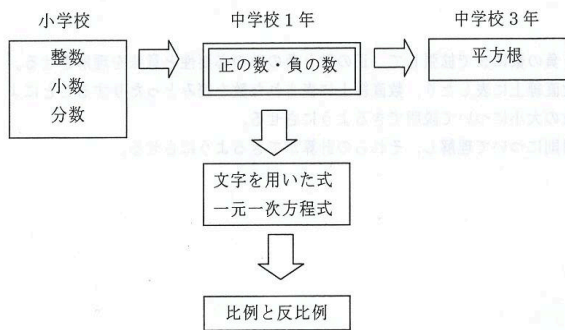 小学校
中学校1年
中学校3年
整数
小数
分数
正の数・負の数
平方根
文字を用いた式
一元一次方程式
比例と反比例